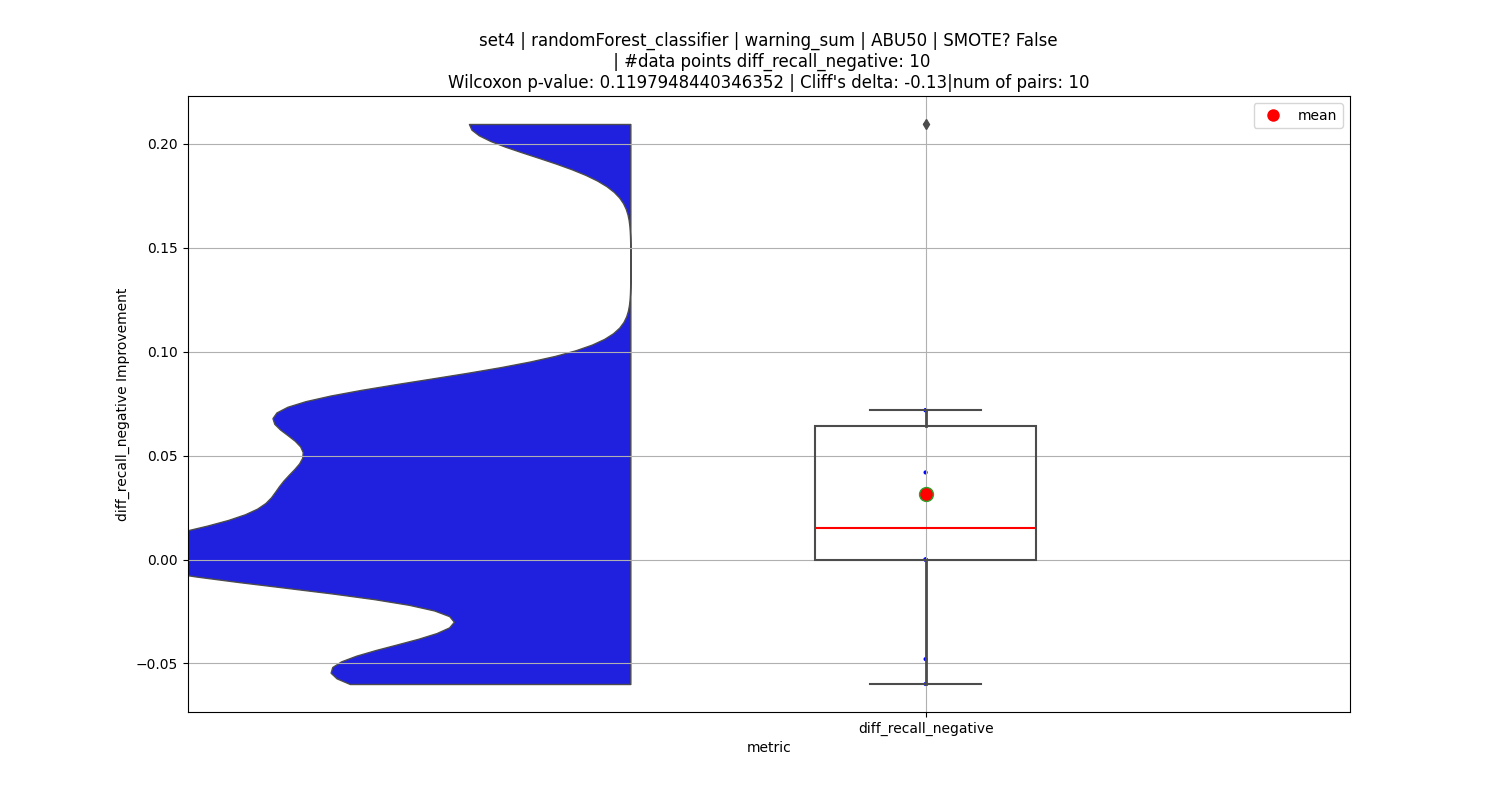 set4 | randomForest_classifier | warning_sum | ABU50 | SMOTE? False
| #data points diff_recall_negative: 10
Wilcoxon p-value: 0.1197948440346352 | Cliff's delta: -0.13|num of pairs: 10
mean
0.20
0.15
0.10
0.05
0.00
−0.05
diff_recall_negative Improvement
diff_recall_negative
metric